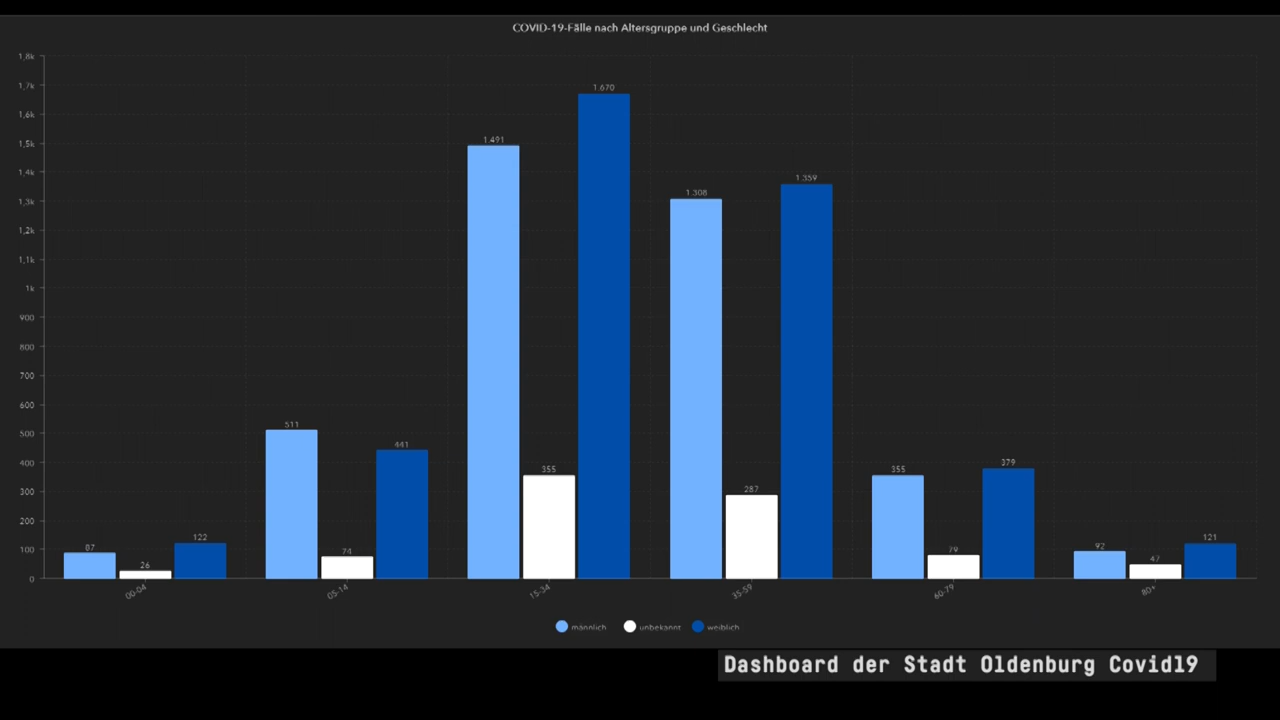 COVID-19-Fälle nach Altersgruppe und Geschlecht
1,8k
1,7k
1,6k
1,5k
1,4k
1,3k
1,2k
1,1k
1k
900
800
700
600
500
400
300
200
100
0
87
26
122
511
74
441
1.491
355
1.670
1.308
287
1.359
355
79
379
92
47
121
00-04
05-14
15-34
35-59
60-79
80+
männlich unbekannt weiblich
Dashboard der Stadt Oldenburg Covid19